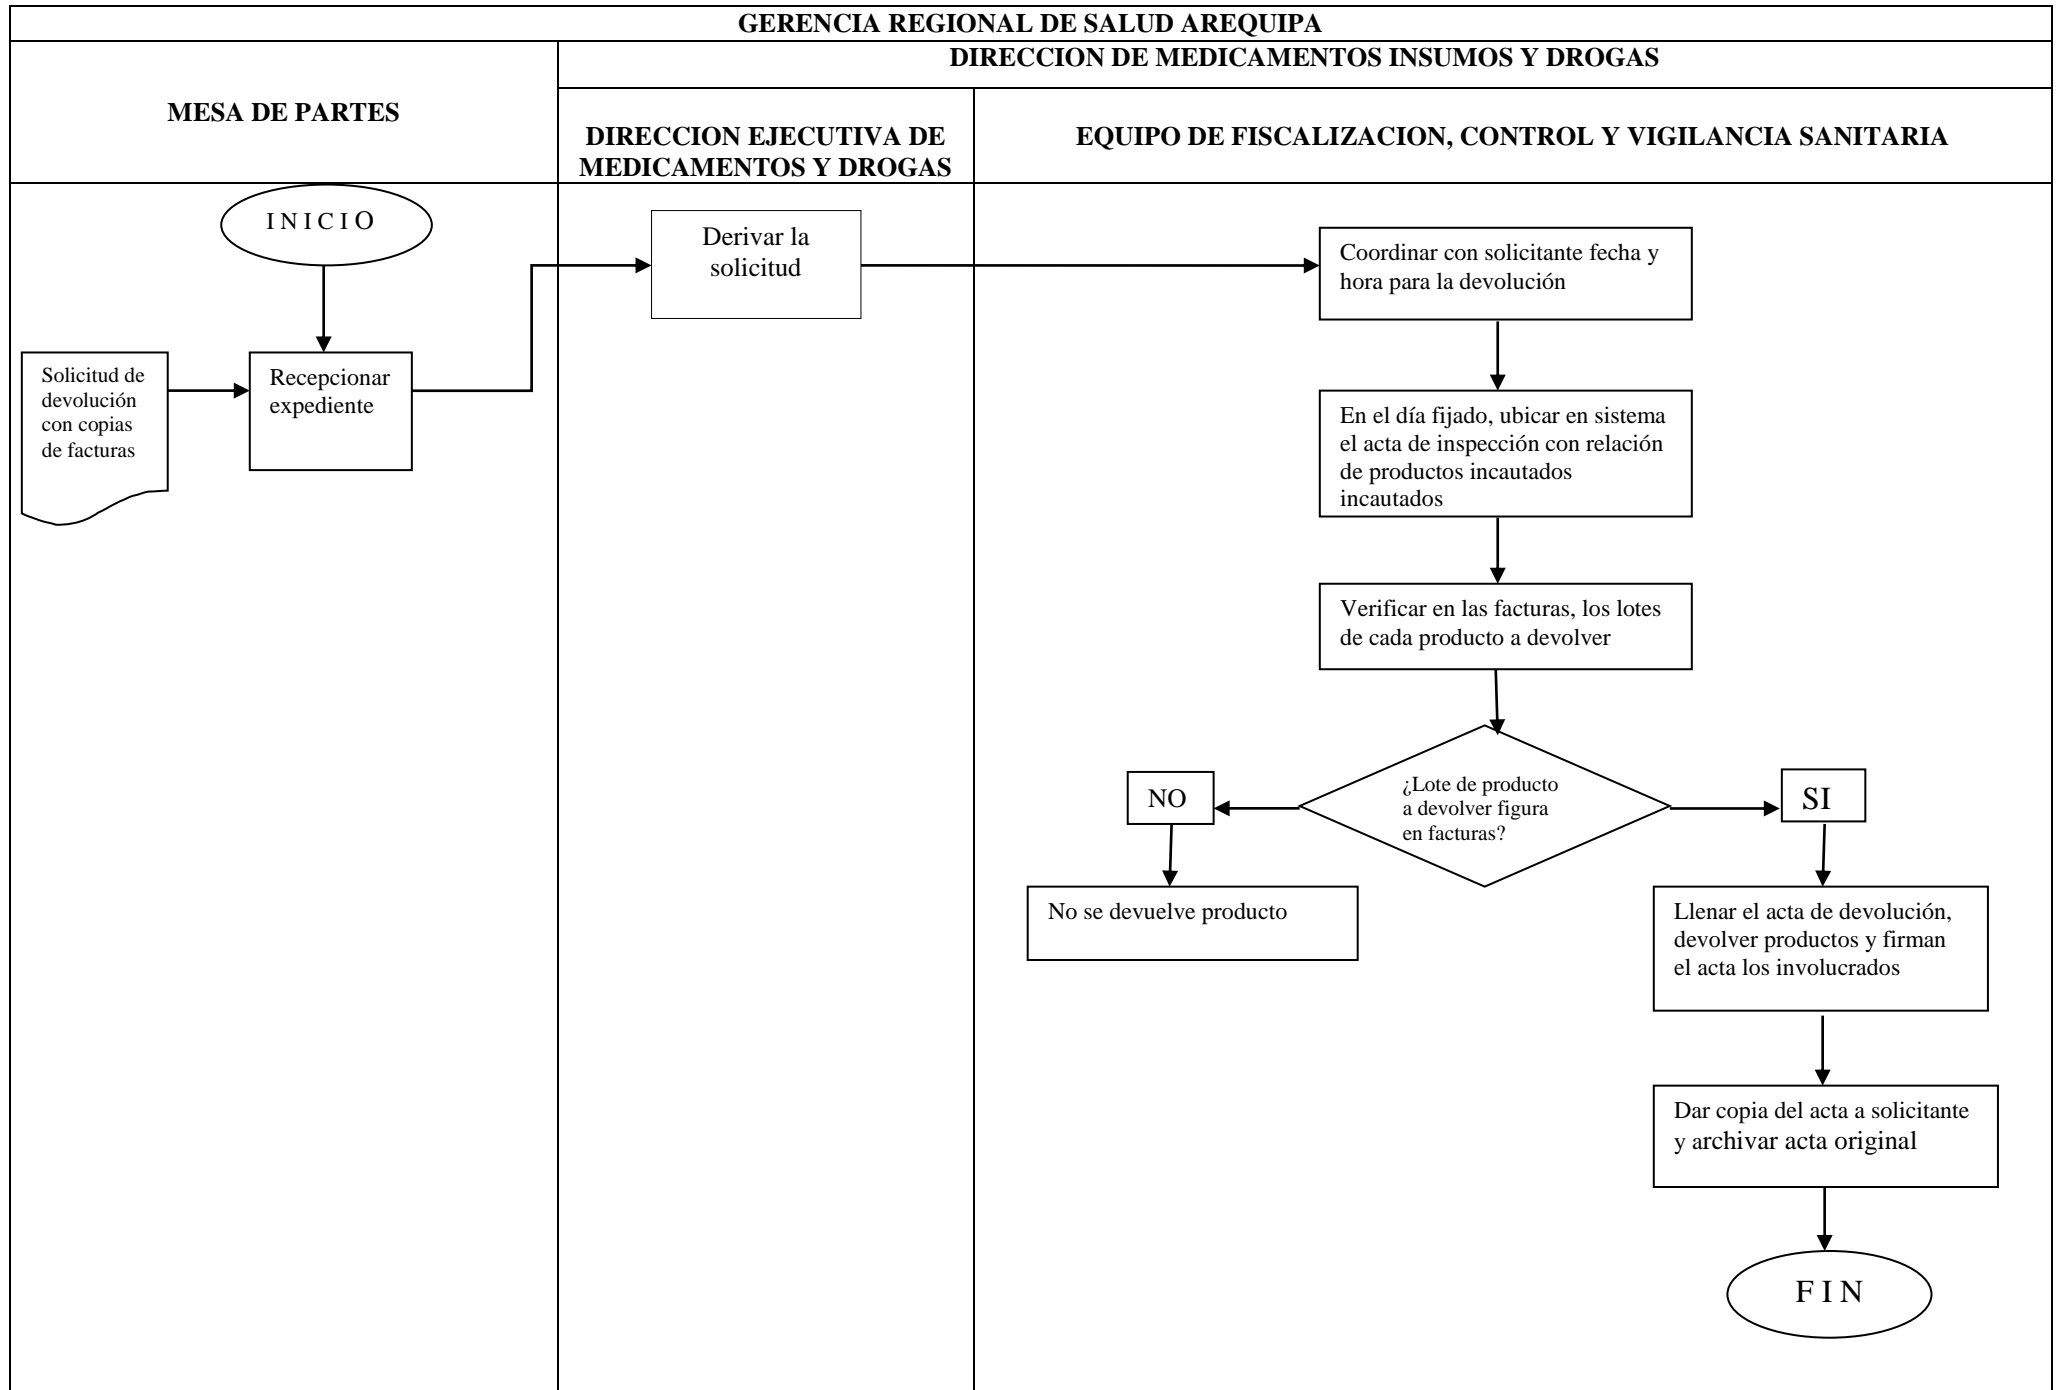 GERENCIA REGIONAL DE SALUD AREQUIPA
DIRECCION DE MEDICAMENTOS INSUMOS Y DROGAS
MESA DE PARTES
DIRECCION EJECUTIVA DE
MEDICAMENTOS Y DROGAS
EQUIPO DE FISCALIZACION, CONTROL Y VIGILANCIA SANITARIA
I N I C I O
Solicitud de
devolución
con copias
de facturas
Recepcionar
expediente
Derivar la
solicitud
Coordinar con solicitante fecha y
hora para la devolución
En el día fijado, ubicar en sistema
el acta de inspección con relación
de productos incautados
incautados
Verificar en las facturas, los lotes
de cada producto a devolver
¿Lote de producto
a devolver figura
en facturas?
NO
SI
No se devuelve producto
Llenar el acta de devolución,
devolver productos y firman
el acta los involucrados
Dar copia del acta a solicitante
y archivar acta original
F I N